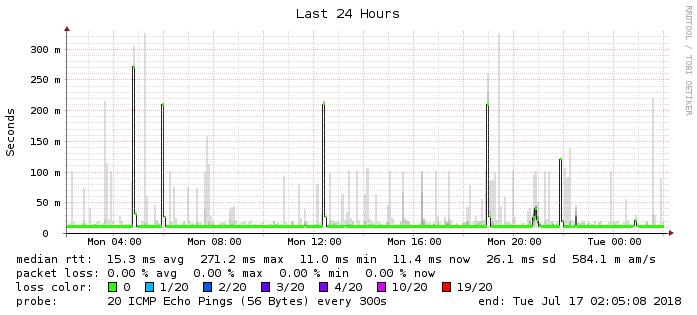 Last 24 Hours
RRDTOOL / TOBI OETIKER
Seconds
300 m
250 m
200 m
150 m
100 m
50 m
0
Mon 04:00 Mon 08:00 Mon 12:00 Mon 16:00 Mon 20:00 Tue 00:00
median rtt: 15.3 ms avg 271.2 ms max 11.0 ms min 11.4 ms now 26.1 ms sd 584.1 m am/s
packet loss: 0.00 % avg 0.00 % max 0.00 % min 0.00 % now
loss color: 0 1/20 2/20 3/20 4/20 10/20 19/20
probe: 20 ICMP Echo Pings (56 Bytes) every 300s end: Tue Jul 17 02:05:08 2018